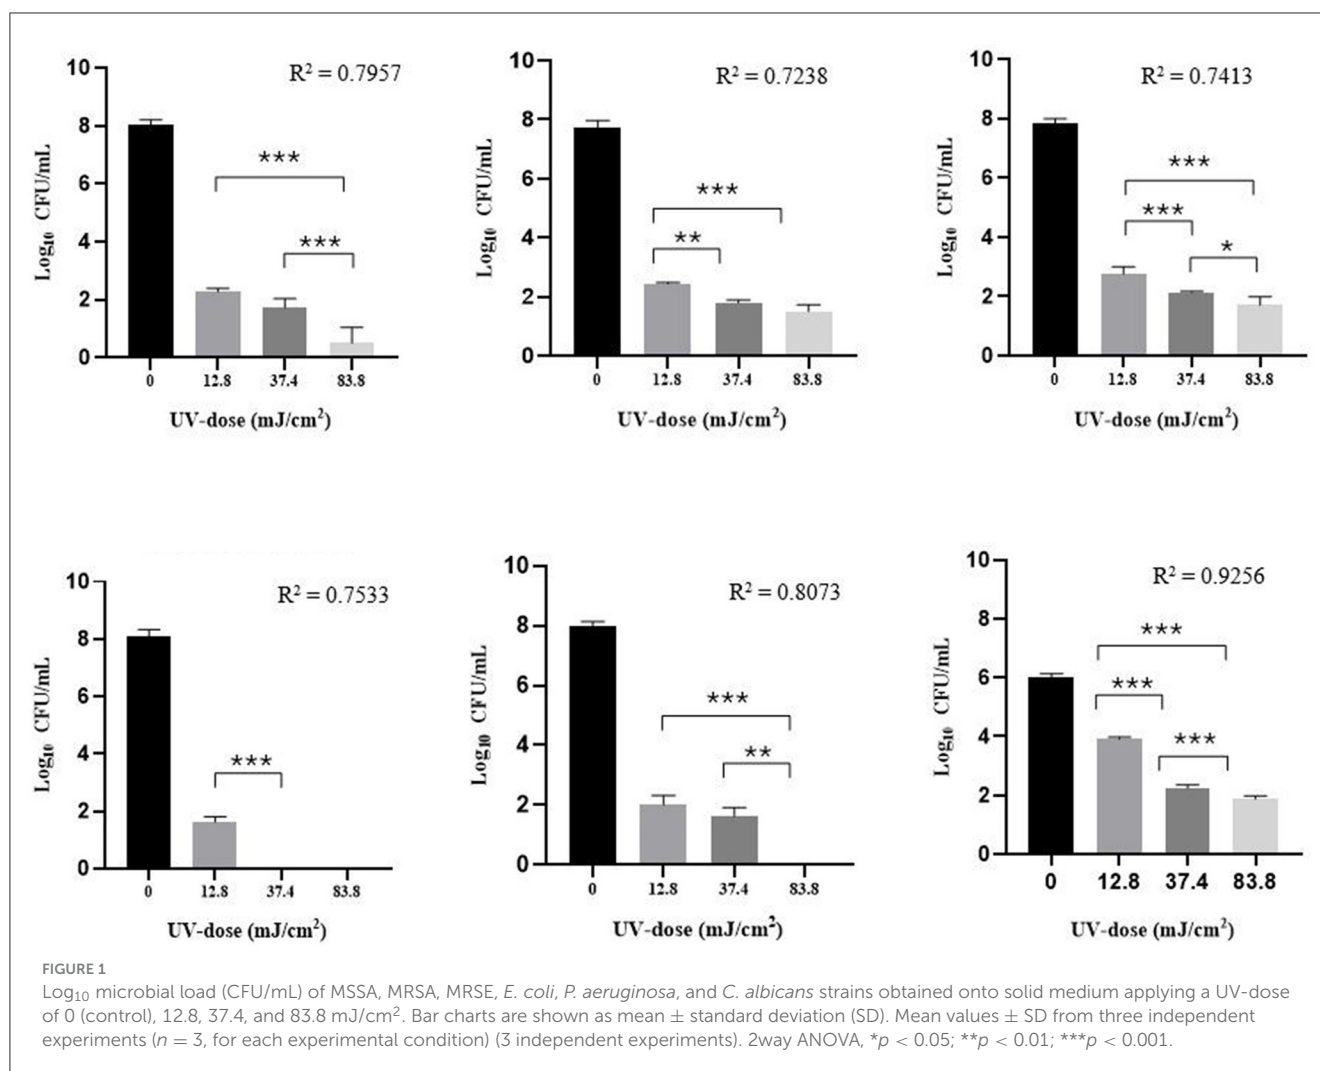 R² = 0.7957
10
8
6
4
2
0
Log₁₀ CFU/mL
***
***
0 12.8 37.4 83.8
UV-dose (mJ/cm²)
R² = 0.7238
10
8
6
4
2
0
Log₁₀ CFU/mL
***
**
0 12.8 37.4 83.8
UV-dose (mJ/cm²)
R² = 0.7413
10
8
6
4
2
0
Log₁₀ CFU/mL
***
***
*
0 12.8 37.4 83.8
UV-dose (mJ/cm²)
R² = 0.7533
10
8
6
4
2
0
Log₁₀ CFU/mL
***
0 12.8 37.4 83.8
UV-dose (mJ/cm²)
R² = 0.8073
10
8
6
4
2
0
Log₁₀ CFU/mL
***
**
0 12.8 37.4 83.8
UV-dose (mJ/cm²)
R² = 0.9256
10
8
6
4
2
0
Log₁₀ CFU/mL
***
***
***
0 12.8 37.4 83.8
UV-dose (mJ/cm²)
FIGURE 1
Log₁₀ microbial load (CFU/mL) of MSSA, MRSA, MRSE, E. coli, P. aeruginosa, and C. albicans strains obtained onto solid medium applying a UV-dose
of 0 (control), 12.8, 37.4, and 83.8 mJ/cm². Bar charts are shown as mean ± standard deviation (SD). Mean values ± SD from three independent
experiments (n = 3, for each experimental condition) (3 independent experiments). 2way ANOVA, *p < 0.05; **p < 0.01; ***p < 0.001.